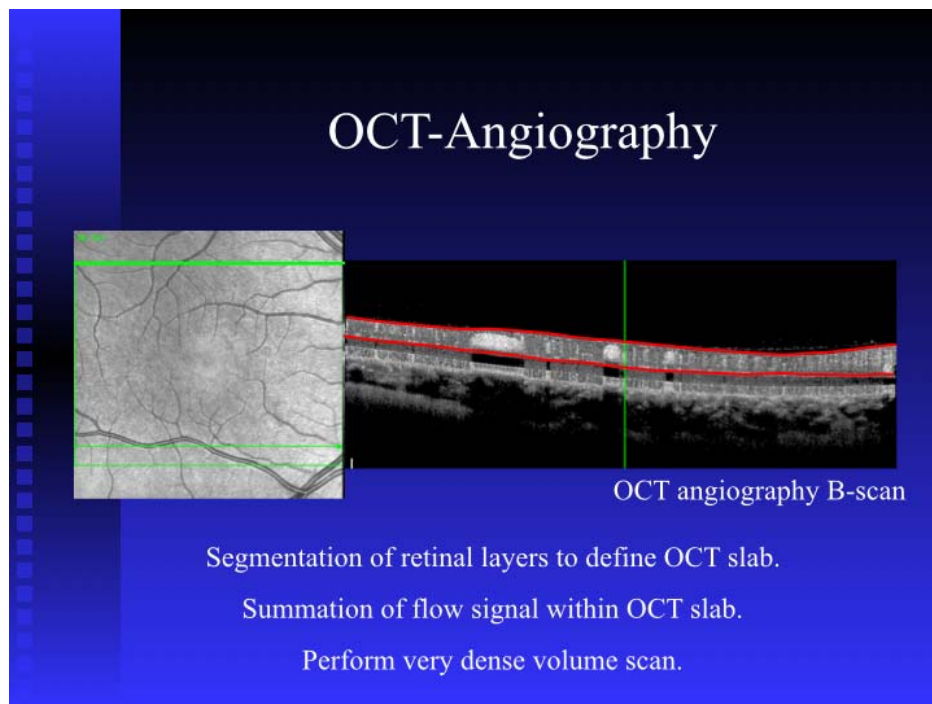 OCT-Angiography
OCT angiography B-scan
Segmentation of retinal layers to define OCT slab.
Summation of flow signal within OCT slab.
Perform very dense volume scan.